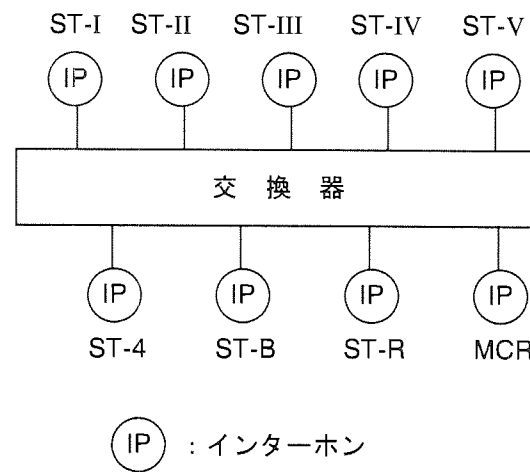 ST-I ST-II ST-III ST-IV ST-V
IP IP IP IP IP
交換器
IP IP IP IP
ST-4 ST-B ST-R MCR
IP :インターホン